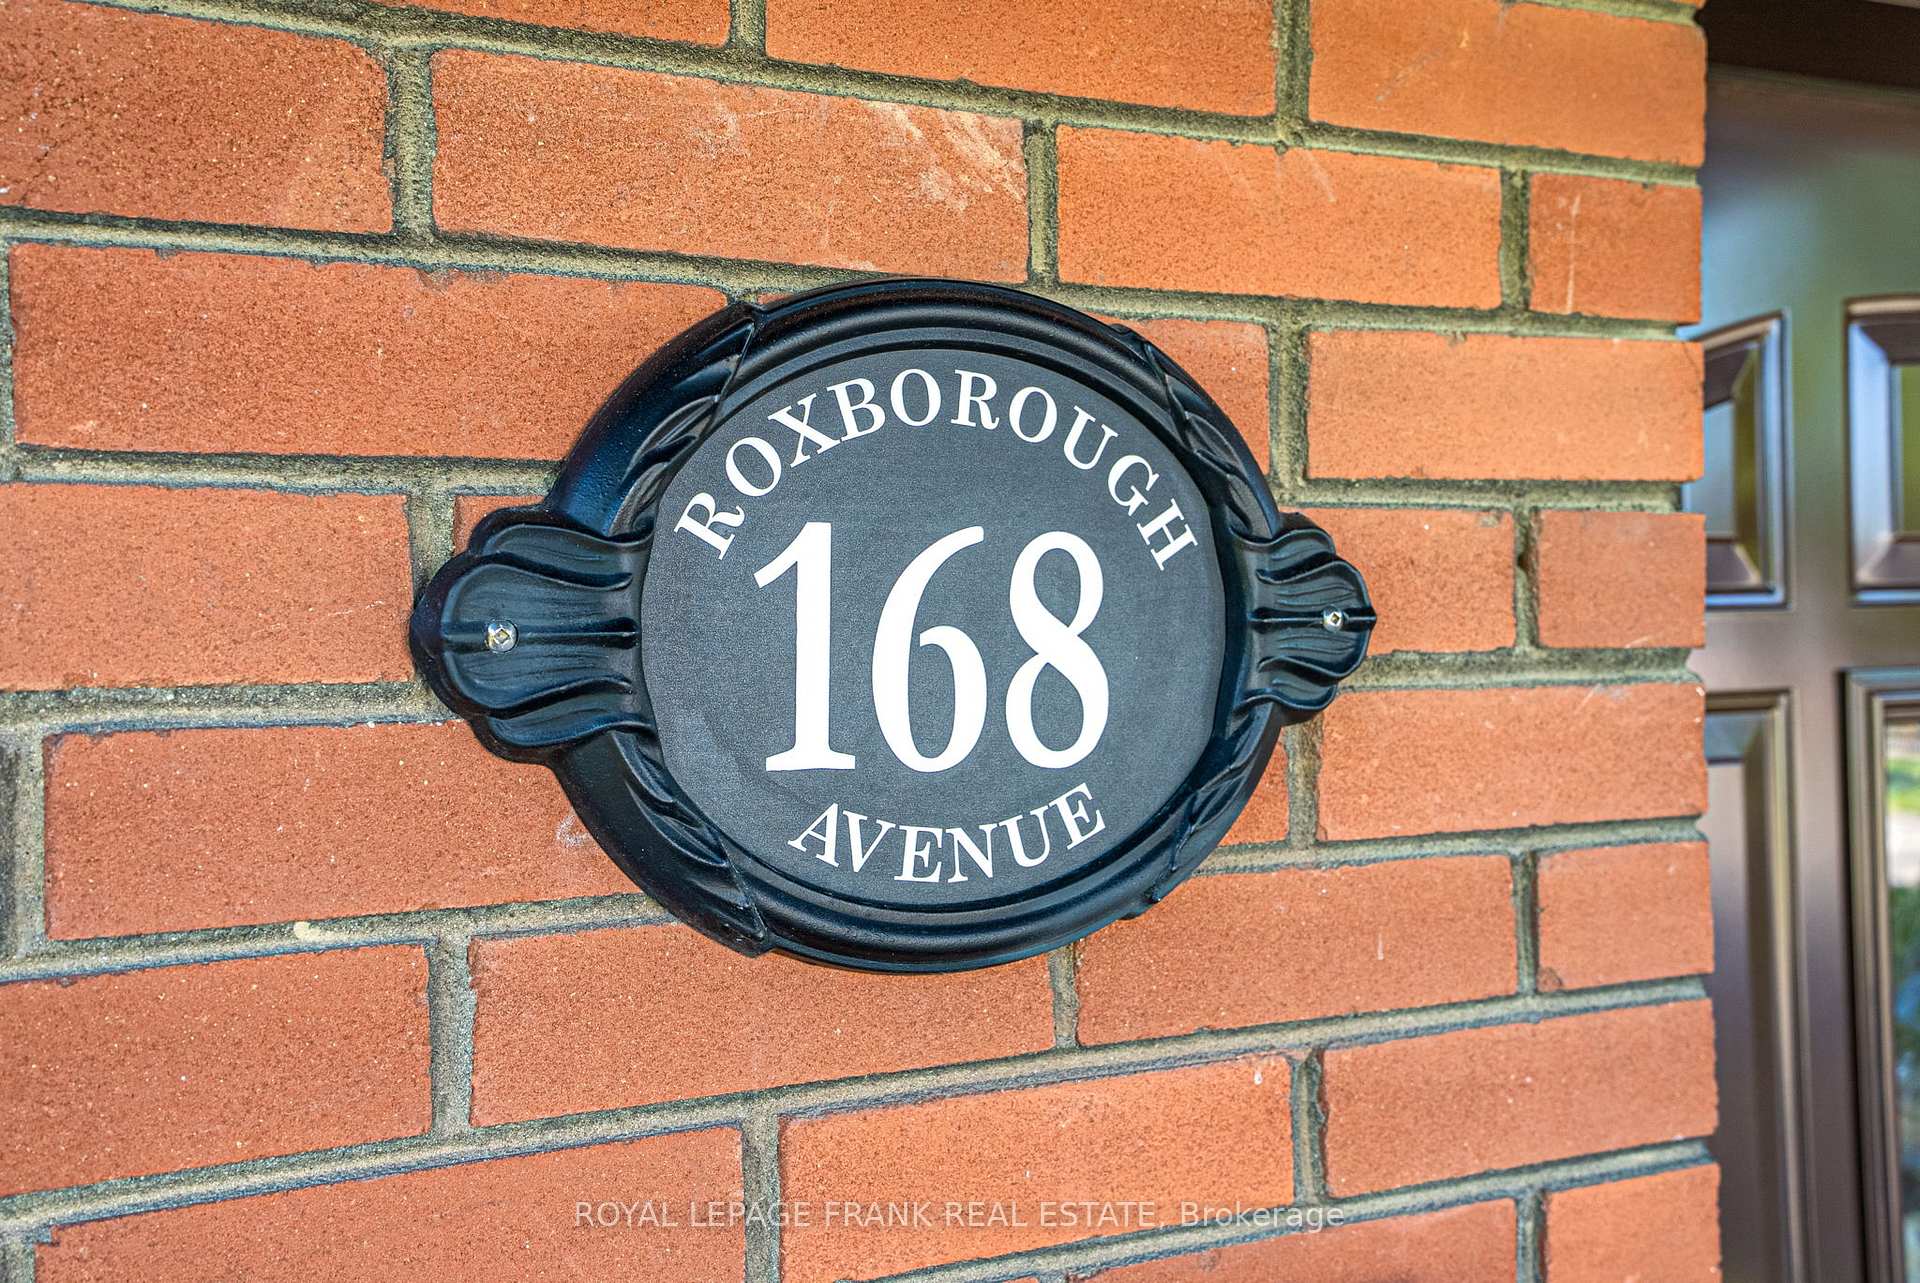 ROXBOROUGH
168
AVENUE
ROYAL LEPAGE FRANK REAL ESTATE, Brokerage